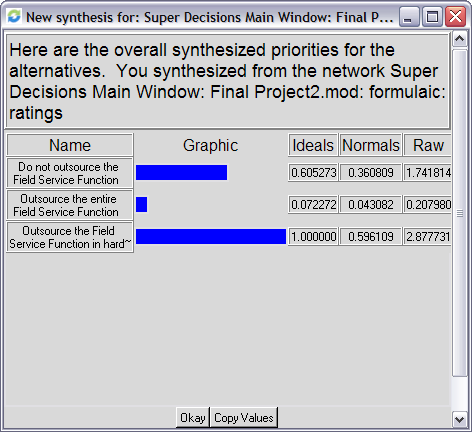 New synthesis for: Super Decisions Main Window: Final P...
Here are the overall synthesized priorities for the
alternatives. You synthesized from the network Super
Decisions Main Window: Final Project2.mod: formulaic:
ratings
Name Graphic Ideals Normals Raw
Do not outsource the
Field Service Function
0.605273 0.360809 1.741814
Outsource the entire
Field Service Function
0.072272 0.043082 0.207980
Outsource the Field
Service Function in hard~
1.000000 0.596109 2.877731
Okay Copy Values